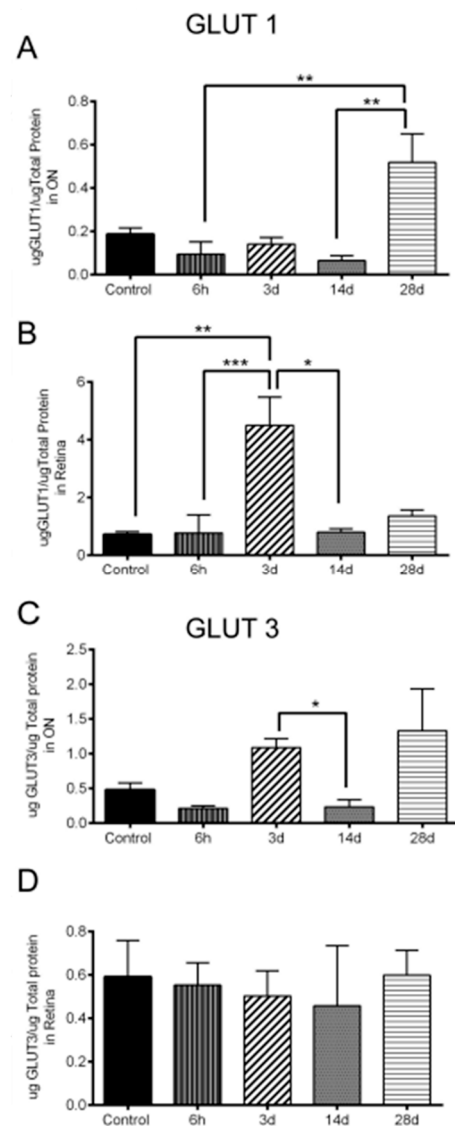 GLUT 1
A
**
**
ugGLUT1/ugTotal Protein
in ON
0.8
0.6
0.4
0.2
0.0
Control 6h 3d 14d 28d
B
**
***
*
ugGLUT1/ugTotal Protein
in Retina
6
4
2
0
Control 6h 3d 14d 28d
C
GLUT 3
*
ug GLUT3/ug Total protein
in ON
2.5
2.0
1.5
1.0
0.5
0.0
Control 6h 3d 14d 28d
D
ug GLUT3/ug Total protein
in Retina
0.8
0.6
0.4
0.2
0.0
Control 6h 3d 14d 28d